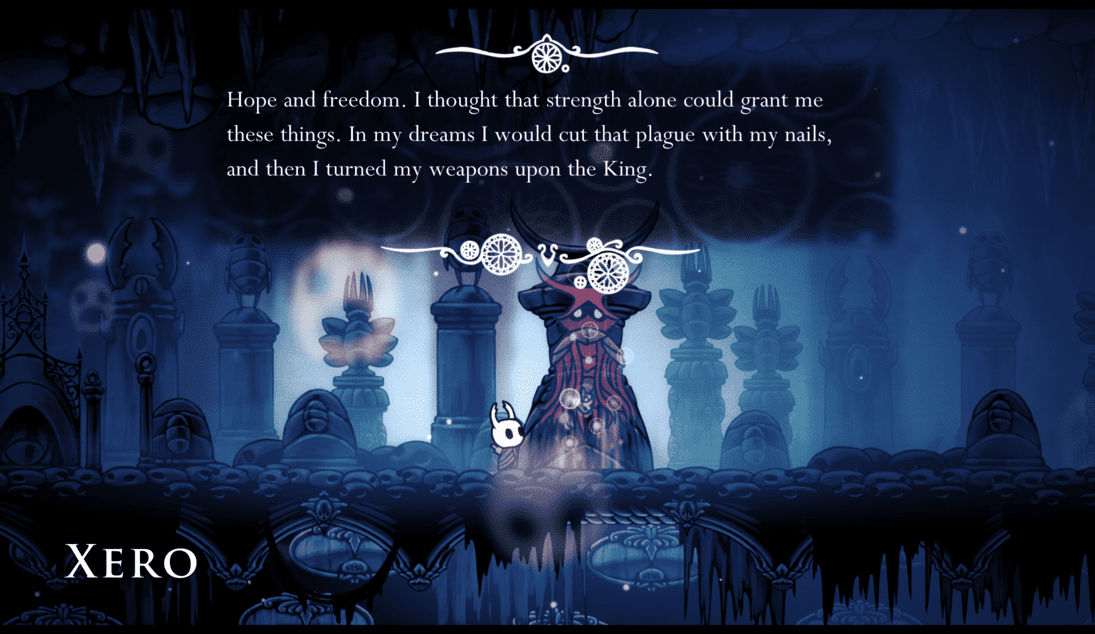 Hope and freedom. I thought that strength alone could grant me
these things. In my dreams I would cut that plague with my nails,
and then I turned my weapons upon the King.
XERO